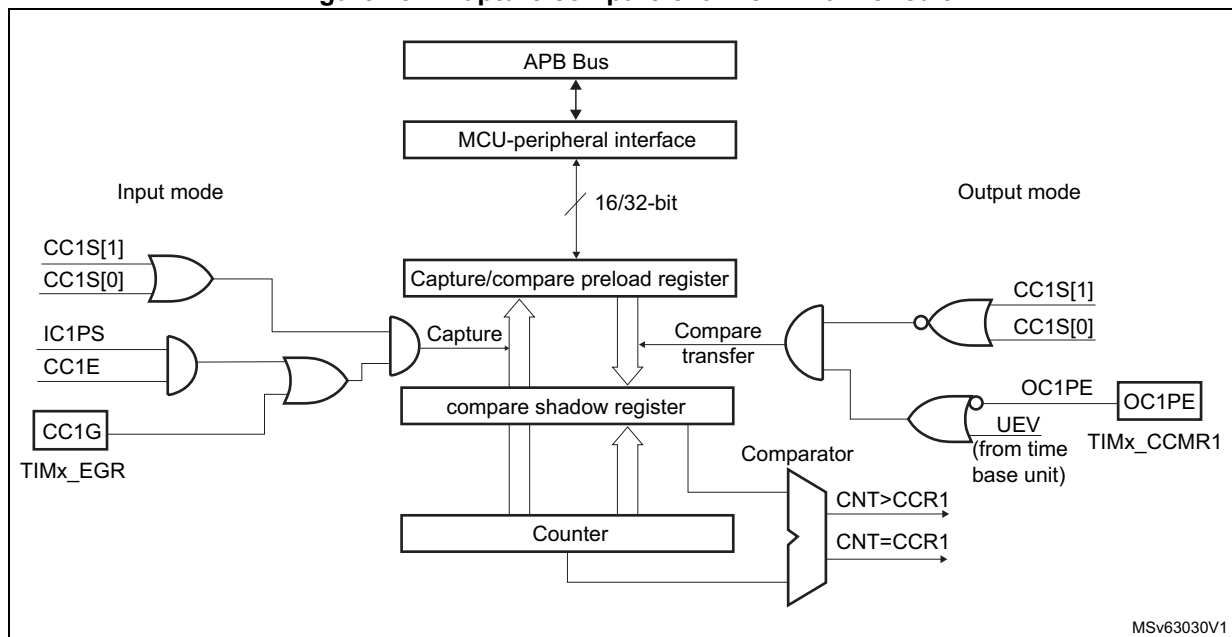 APB Bus
MCU-peripheral interface
Input mode
16/32-bit
Output mode
CC1S[1]
CC1S[0]
Capture/compare preload register
CC1S[1]
CC1S[0]
IC1PS
CC1E
Capture
Compare
transfer
compare shadow register
OC1PE
OC1PE
CC1G
TIMx_EGR
UEV
(from time
base unit)
TIMx_CCMR1
Comparator
CNT>CCR1
Counter
CNT=CCR1
MSv63030V1